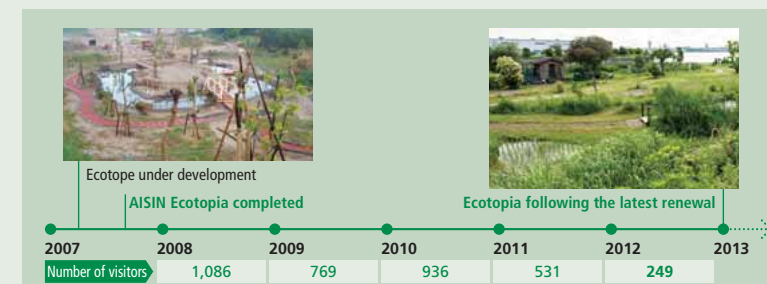 Ecotope under development
AISIN Ecotopia completed
Ecotopia following the latest renewal
2007 2008 2009 2010 2011 2012 2013
Number of visitors 1,086 769 936 531 249